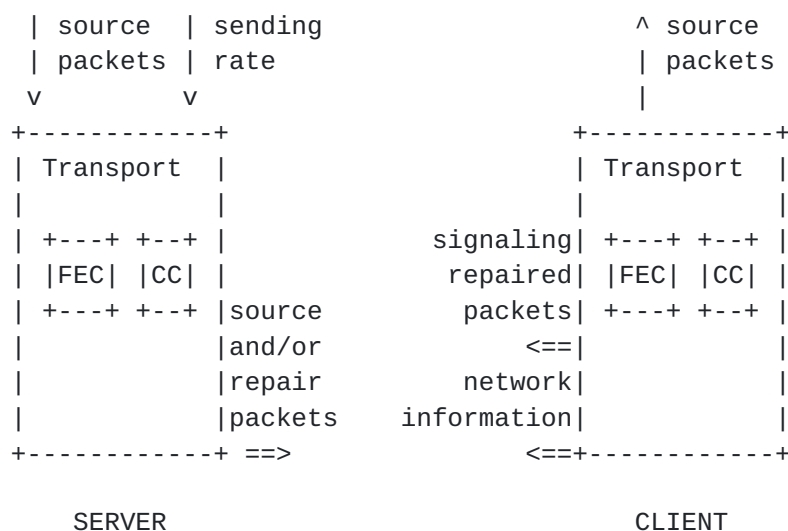 | source  | sending                    ^ source
 | packets | rate                       | packets
 v         v                            |
+------------+                      +------------+
| Transport  |                      | Transport  |
|            |                      |            |
| +---+ +--+ |             signaling| +---+ +--+ |
| |FEC| |CC| |              repaired| |FEC| |CC| |
| +---+ +--+ |source         packets| +---+ +--+ |
|            |and/or             <==|            |
|            |repair         network|            |
|            |packets    information|            |
+------------+ ==>               <==+------------+
    SERVER                              CLIENT